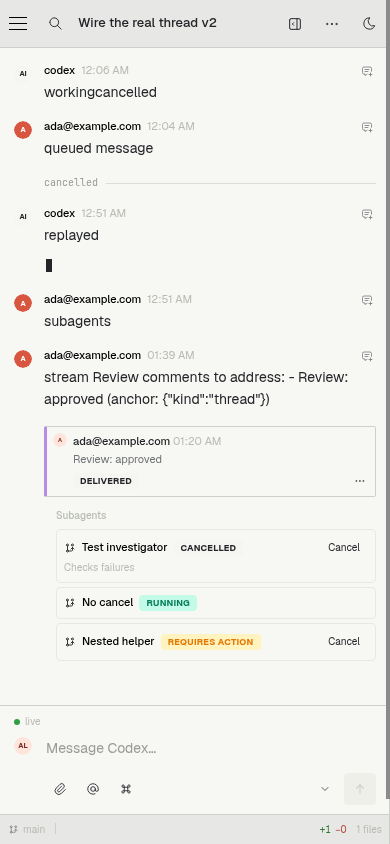 Wire the real thread v2
AI codex 12:06 AM
workingcancelled
A ada@example.com 12:04 AM
queued message
cancelled
AI codex 12:51 AM
replayed
A ada@example.com 12:51 AM
subagents
A ada@example.com 01:39 AM
stream Review comments to address: - Review:
approved (anchor: {"kind":"thread"})
A ada@example.com 01:20 AM
Review: approved
DELIVERED
Subagents
Test investigator CANCELLED Cancel
Checks failures
No cancel RUNNING
Nested helper REQUIRES ACTION Cancel
live
AL Message Codex...
main +1 −0 1 files